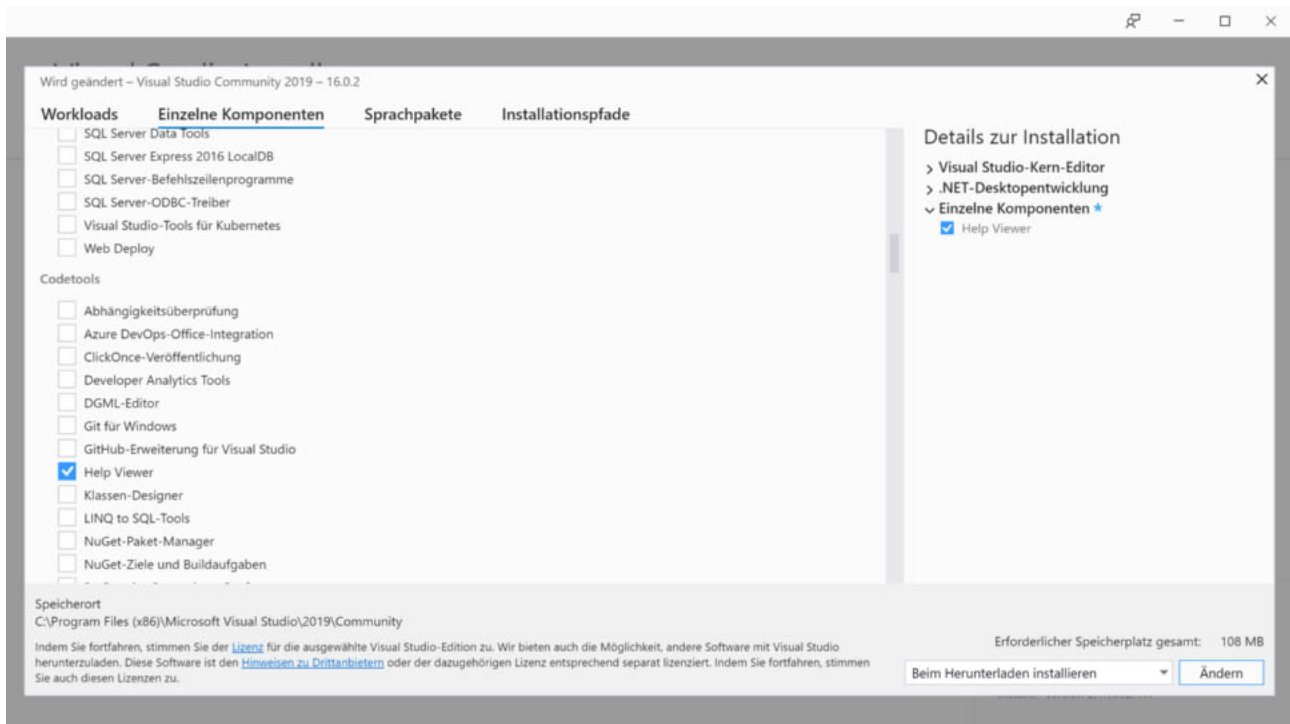 Wird geändert – Visual Studio Community 2019 – 16.0.2
Workloads Einzelne Komponenten Sprachpakete Installationspfade
SQL Server Data Tools
SQL Server Express 2016 LocalDB
SQL Server-Befehlszeilenprogramme
SQL Server-ODBC-Treiber
Visual Studio-Tools für Kubernetes
Web Deploy
Codetools
Abhängigkeitsüberprüfung
Azure DevOps-Office-Integration
ClickOnce-Veröffentlichung
Developer Analytics Tools
DGML-Editor
Git für Windows
GitHub-Erweiterung für Visual Studio
Help Viewer
Klassen-Designer
LINQ to SQL-Tools
NuGet-Paket-Manager
NuGet-Ziele und Buildaufgaben
Details zur Installation
Visual Studio-Kern-Editor
.NET-Desktopentwicklung
Einzelne Komponenten *
Help Viewer
Speicherort
C:\Program Files (x86)\Microsoft Visual Studio\2019\Community
Indem Sie fortfahren, stimmen Sie der Lizenz für die ausgewählte Visual Studio-Edition zu. Wir bieten auch die Möglichkeit, andere Software mit Visual Studio
herunterzuladen. Diese Software ist den Hinweisen zu Drittanbietern oder der dazugehörigen Lizenz entsprechend separat lizenziert. Indem Sie fortfahren, stimmen
Sie auch diesen Lizenzen zu.
Erforderlicher Speicherplatz gesamt: 108 MB
Beim Herunterladen installieren Ändern